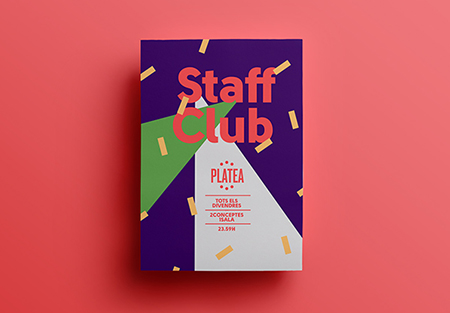 Staff
Club
PLATEA
TOTS ELS
DIVENDRES
2CONCEPTES
1SALA
23.59H